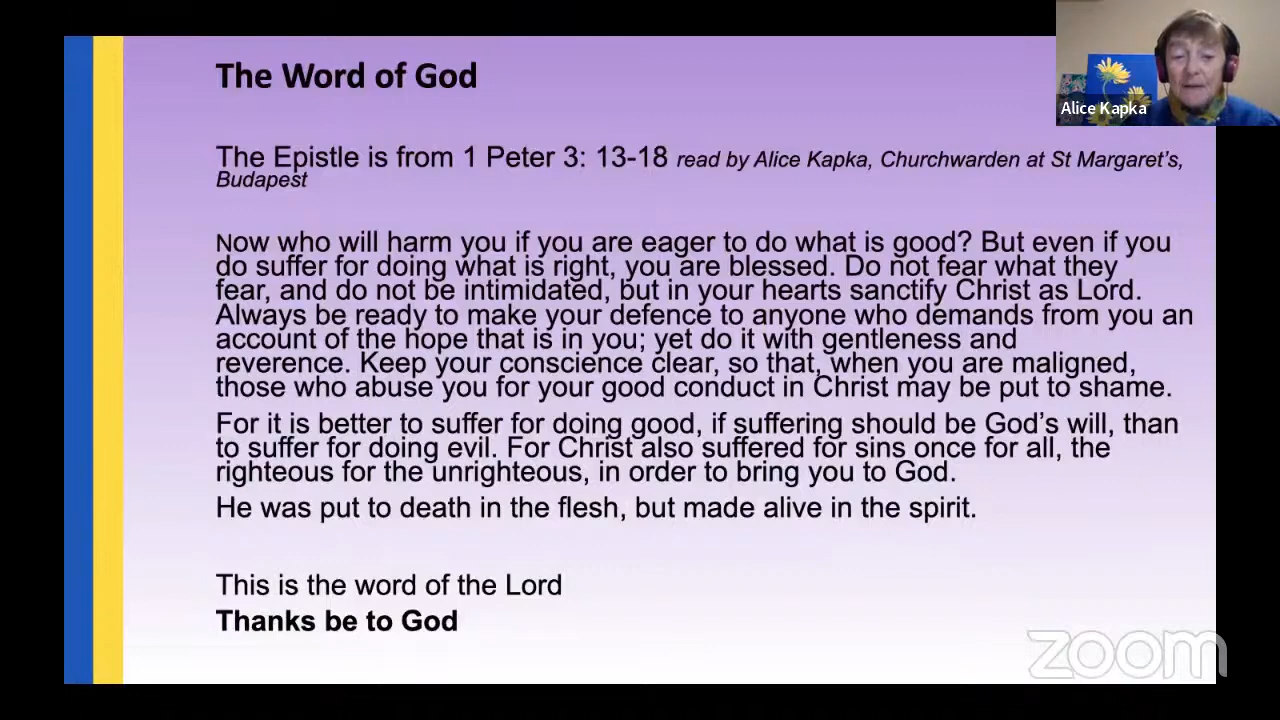 The Word of God
Alice Kapka
The Epistle is from 1 Peter 3: 13-18 read by Alice Kapka, Churchwarden at St Margaret's,
Budapest
Now who will harm you if you are eager to do what is good? But even if you
do suffer for doing what is right, you are blessed. Do not fear what they
fear, and do not be intimidated, but in your hearts sanctify Christ as Lord.
Always be ready to make your defence to anyone who demands from you an
account of the hope that is in you; yet do it with gentleness and
reverence. Keep your conscience clear, so that, when you are maligned,
those who abuse you for your good conduct in Christ may be put to shame.
For it is better to suffer for doing good, if suffering should be God's will, than
to suffer for doing evil. For Christ also suffered for sins once for all, the
righteous for the unrighteous, in order to bring you to God.
He was put to death in the flesh, but made alive in the spirit.
This is the word of the Lord
Thanks be to God
zoom